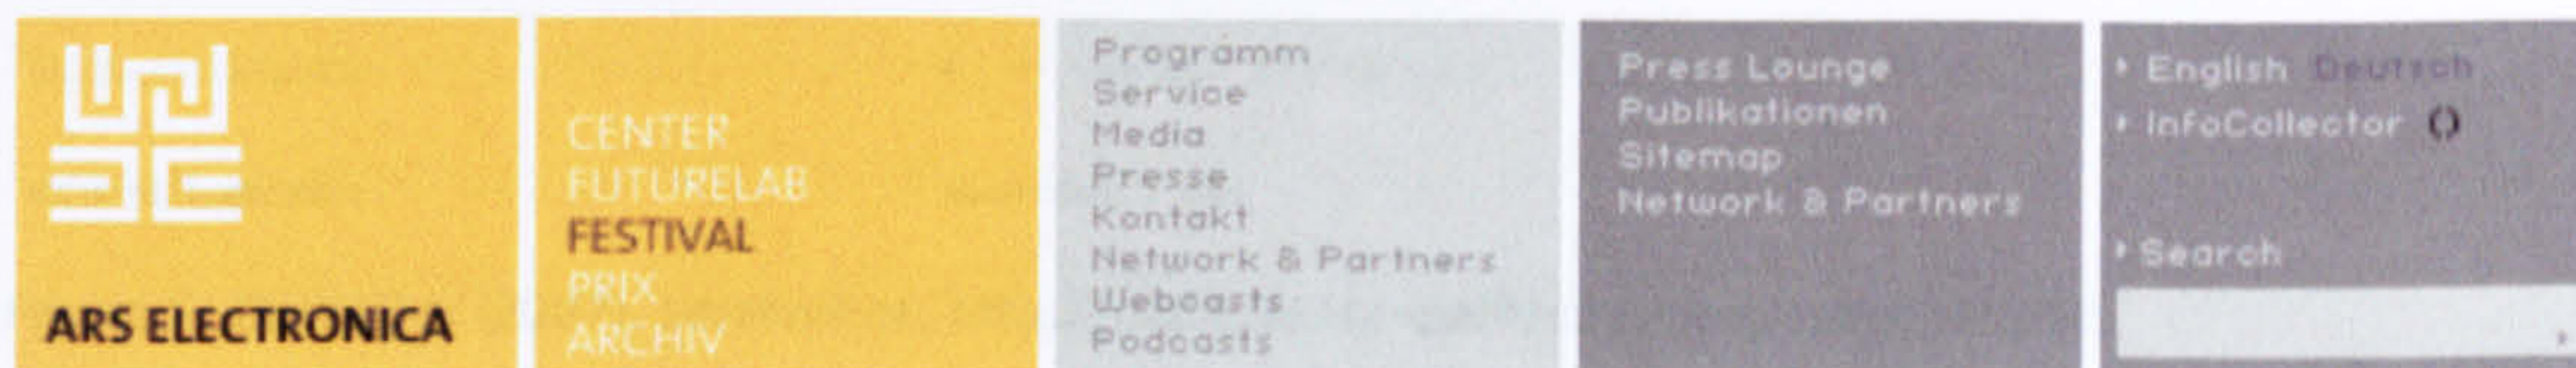 ARS ELECTRONICA
CENTER
FUTURELAB
FESTIVAL
PRIX
ARCHIV
Programm
Service
Media
Presse
Kontakt
Network & Partners
Webcasts
Podcasts
Press Lounge
Publikationen
Sitemap
Network & Partners
English Deutsch
InfoCollector ()
Search